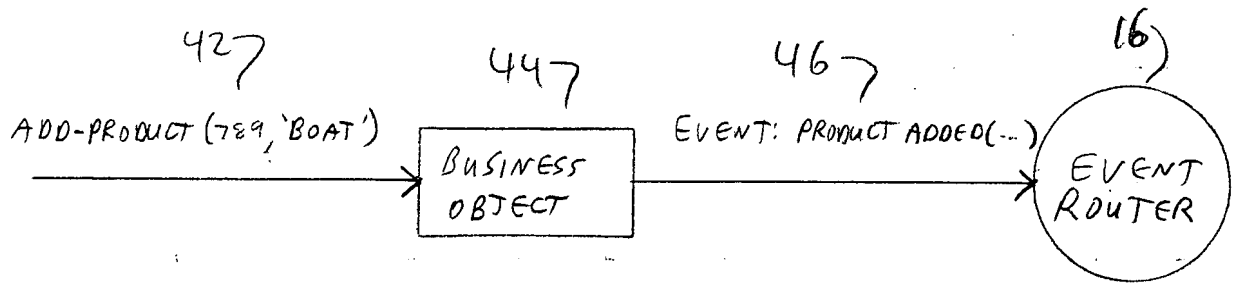 42
44
46
16
ADD-PRODUCT (789, 'BOAT')
EVENT: PRODUCT ADDED(...)
BUSINESS
OBJECT
EVENT
ROUTER